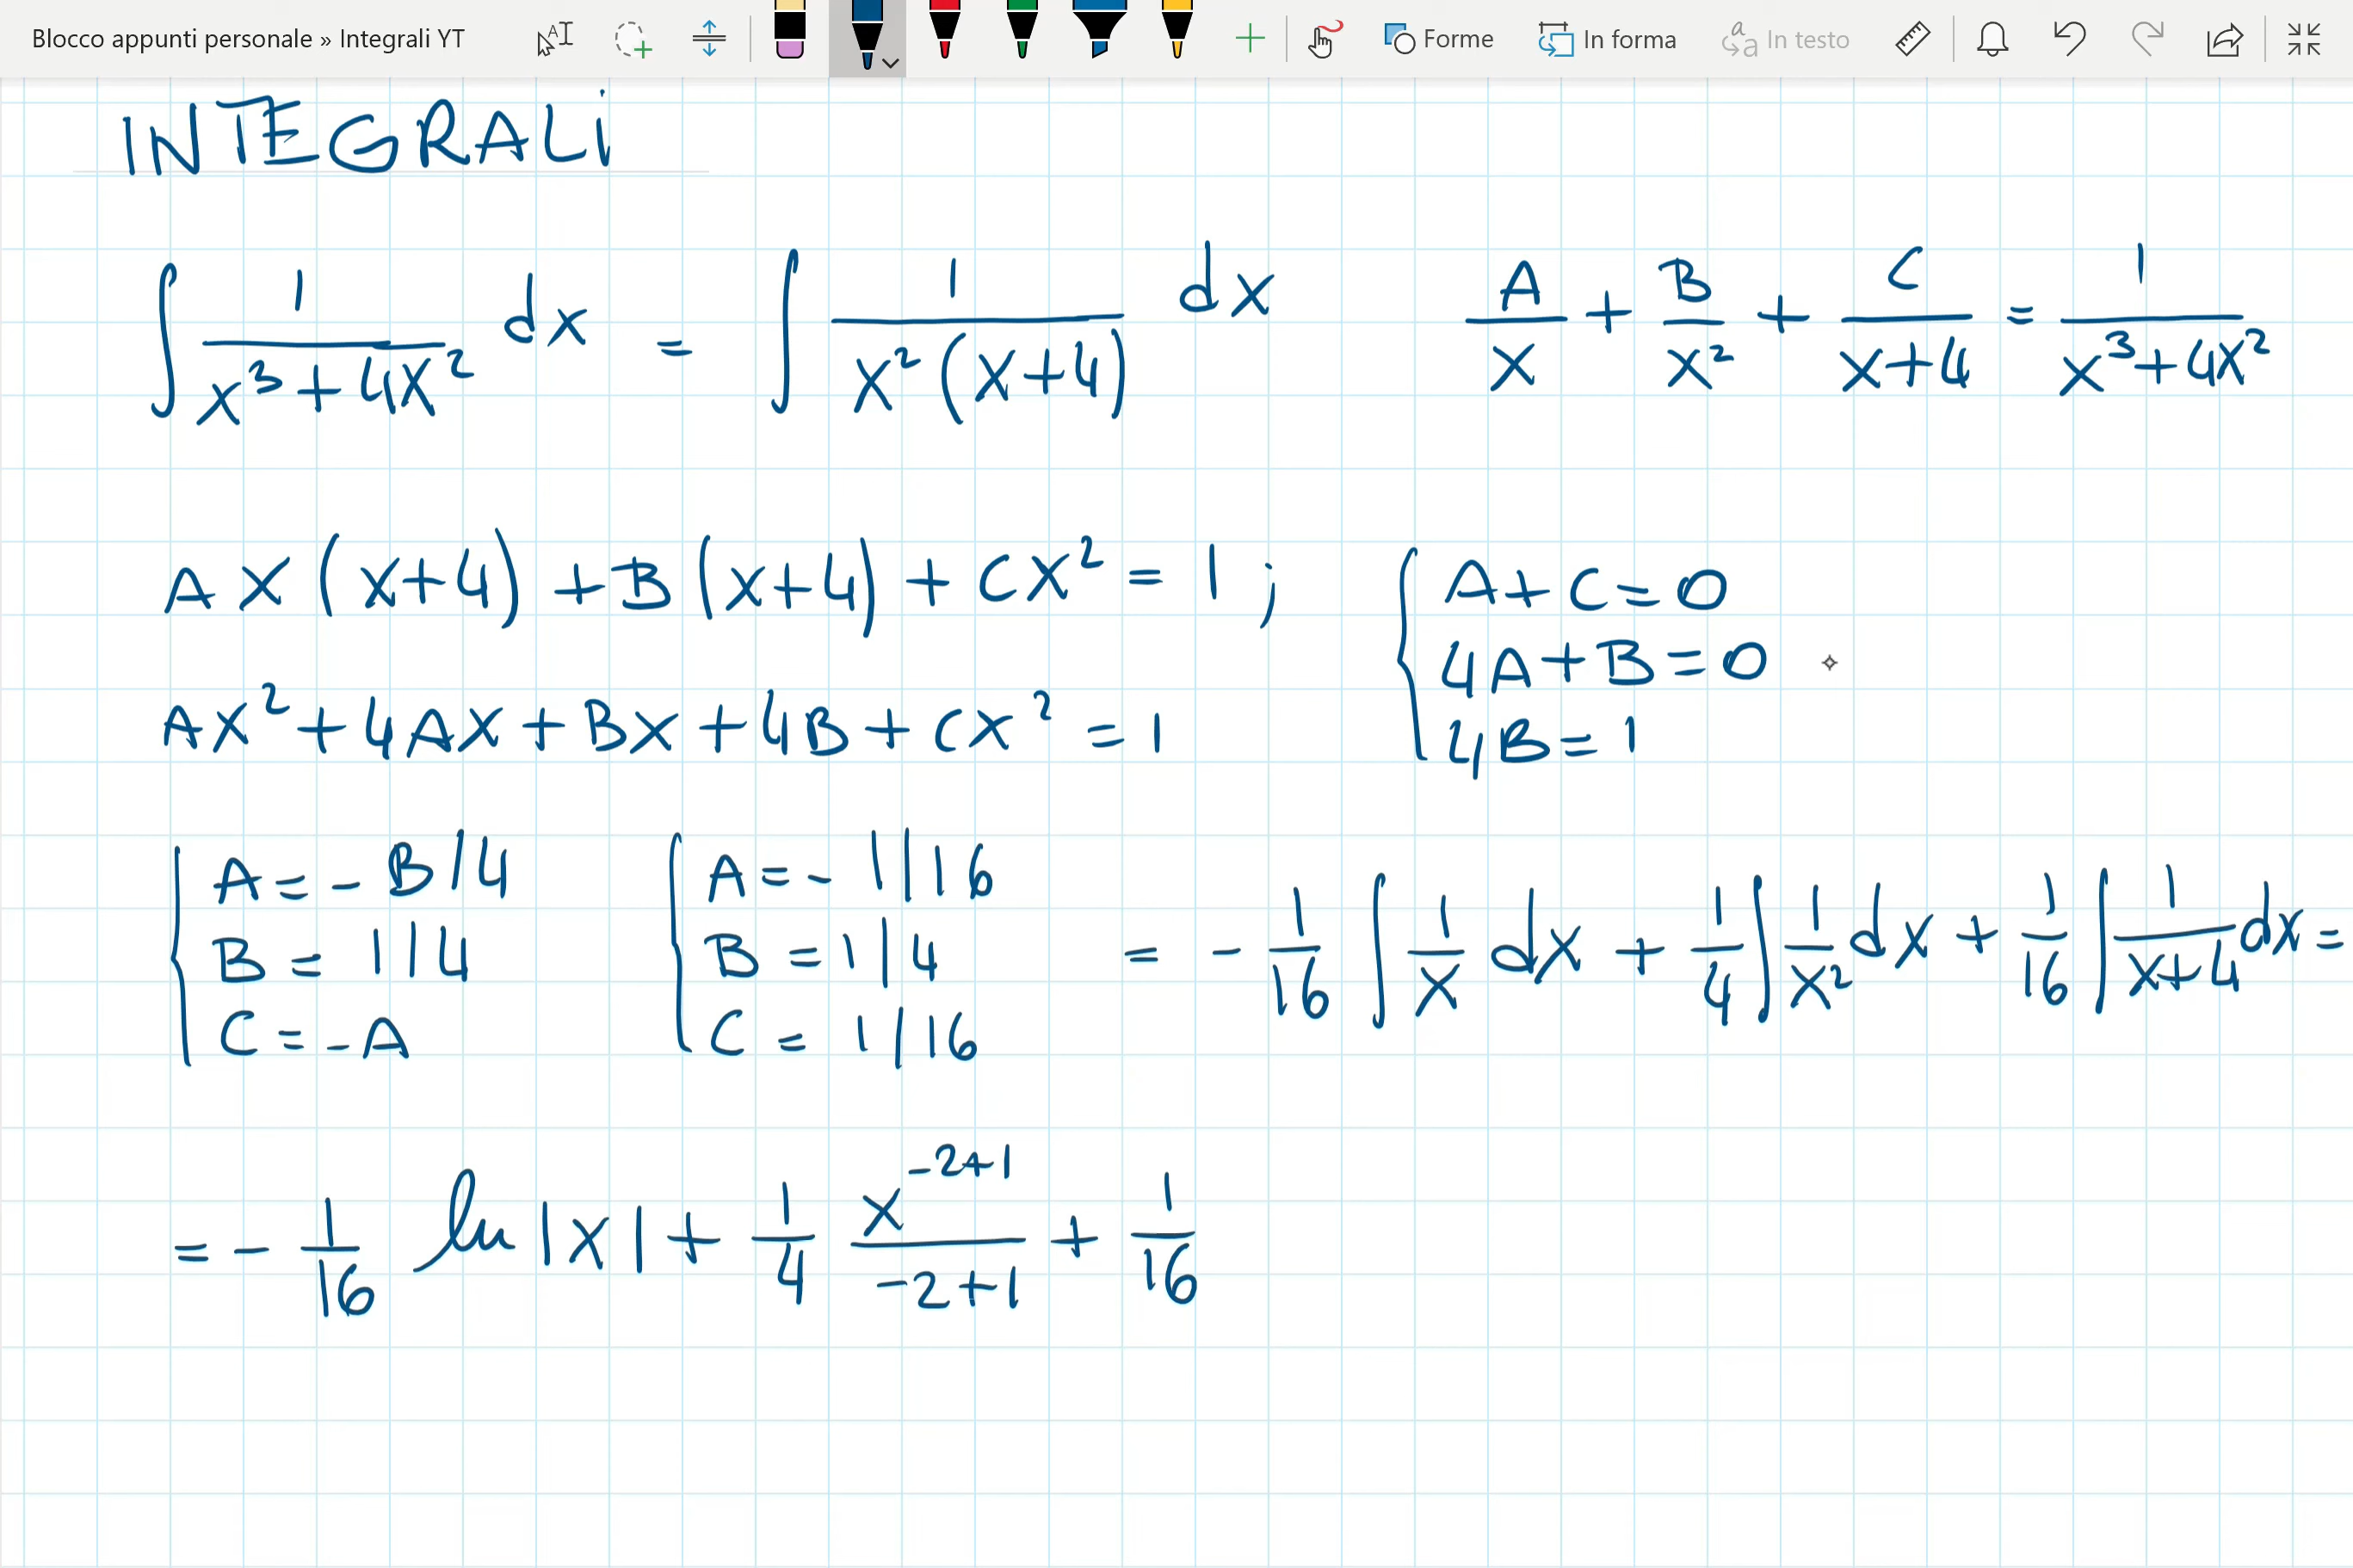 Blocco appunti personale » Integrali YT Forme In forma In testo
INTEGRALi
∫ 1/(x³+4x²) dx = ∫ 1/(x²(x+4)) dx A/x + B/x² + C/(x+4) = 1/(x³+4x²)
Ax(x+4)+B(x+4)+Cx²=1;
Ax²+4Ax+Bx+4B+Cx²=1
{ A+C=0
4A+B=0
4B=1
{ A=-B/4
B=1/4
C=-A
{ A=-1/16
B=1/4
C=1/16
= -1/16 ∫ 1/x dx + 1/4 ∫ 1/x² dx + 1/16 ∫ 1/(x+4) dx =
= -1/16 ln|x| + 1/4 x^(-2+1)/(-2+1) + 1/16